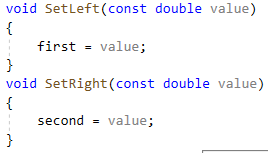 void SetLeft(const double value)
{
    first = value;
}
void SetRight(const double value)
{
    second = value;
}